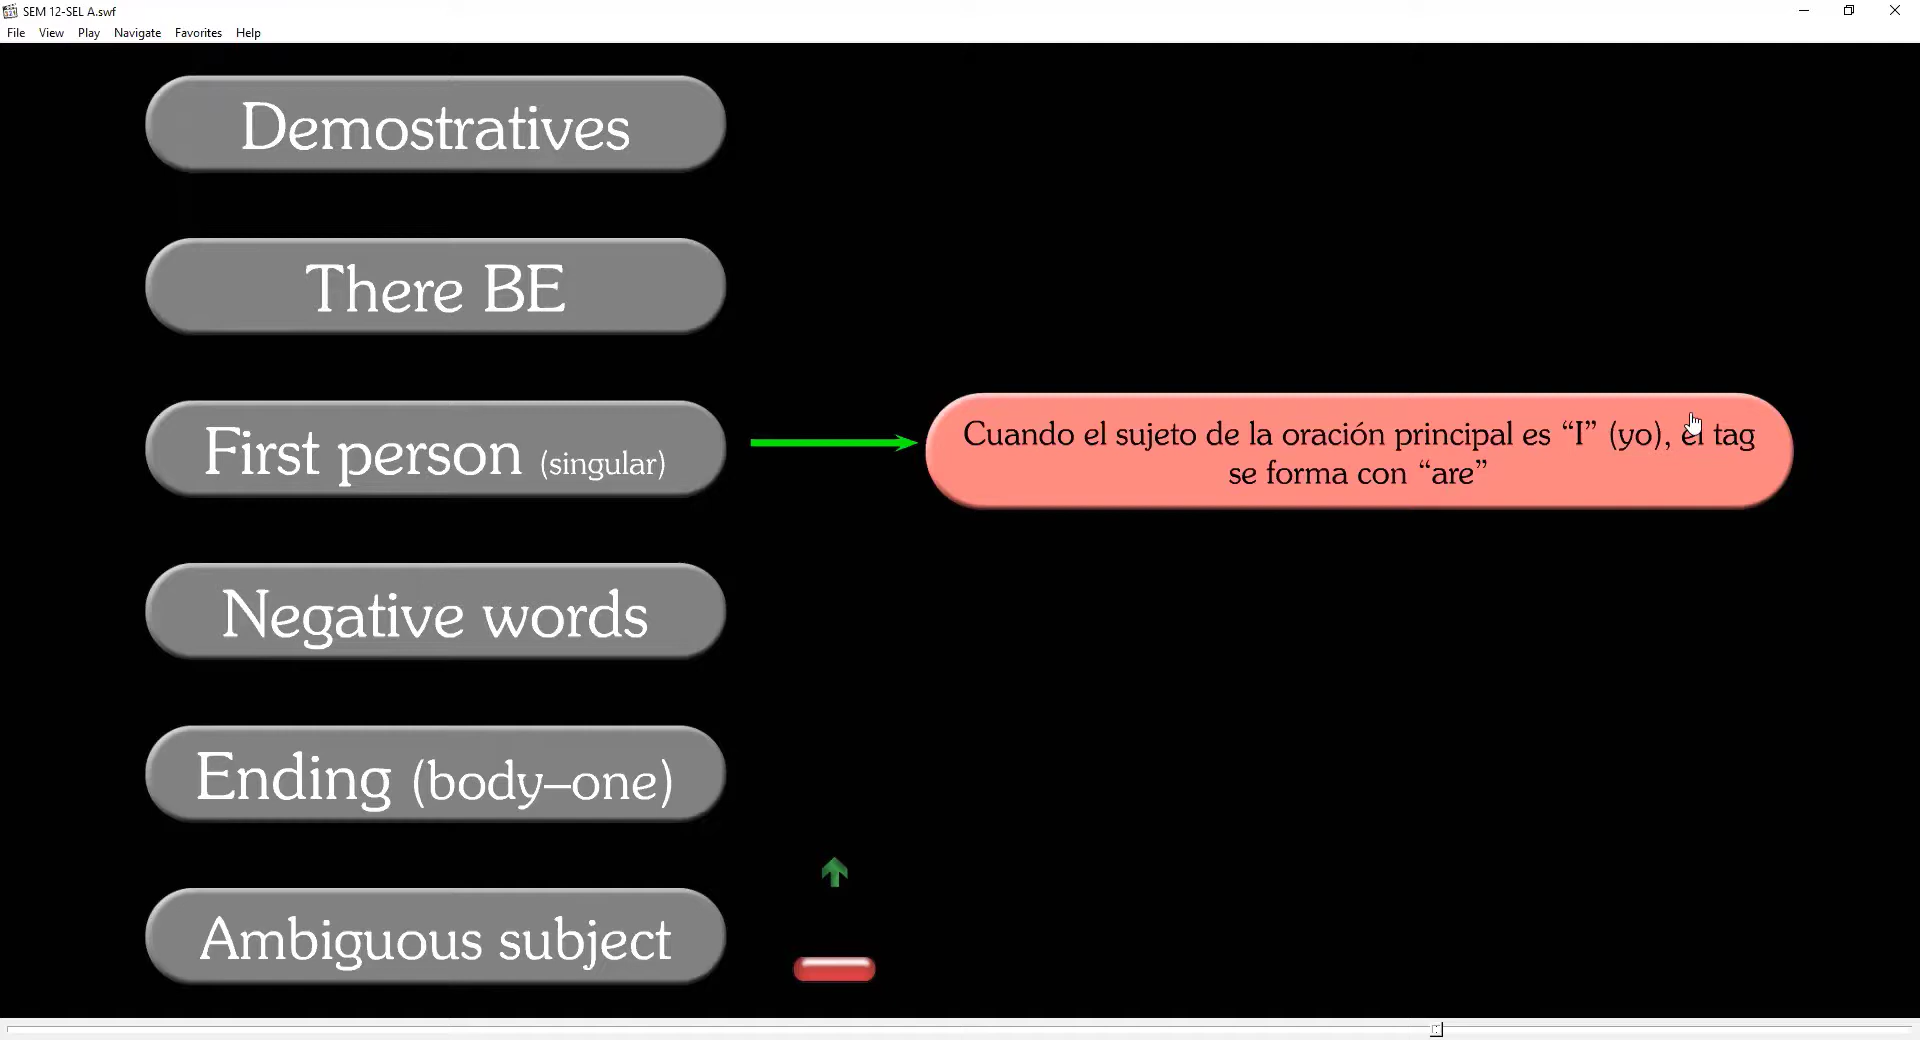 SEM 12-SEL A.swf
File View Play Navigate Favorites Help
Demostratives
There BE
First person (singular)
Cuando el sujeto de la oración principal es “I” (yo), el tag
se forma con “are”
Negative words
Ending (body–one)
Ambiguous subject